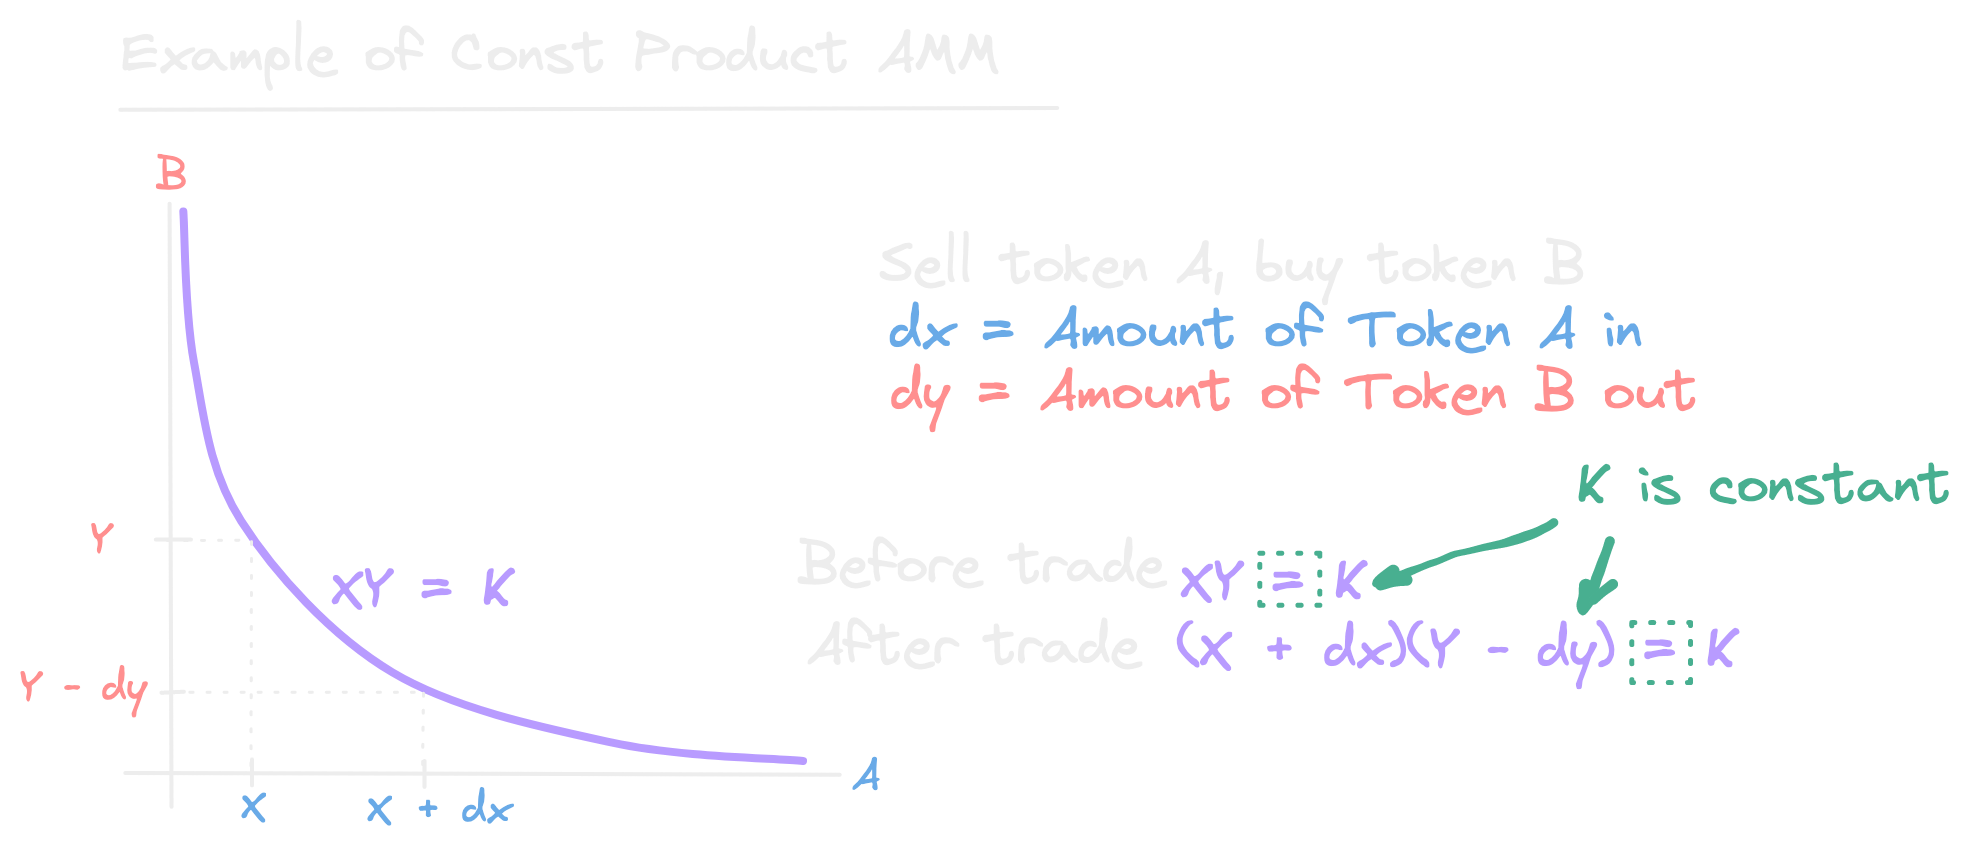 Example of Const Product AMM
B
Sell token A, buy token B
dx = Amount of Token A in
dy = Amount of Token B out
K is constant
Y
XY = K
Before trade XY = K
After trade (X + dx)(Y - dy) = K
Y - dy
A
X
X + dx